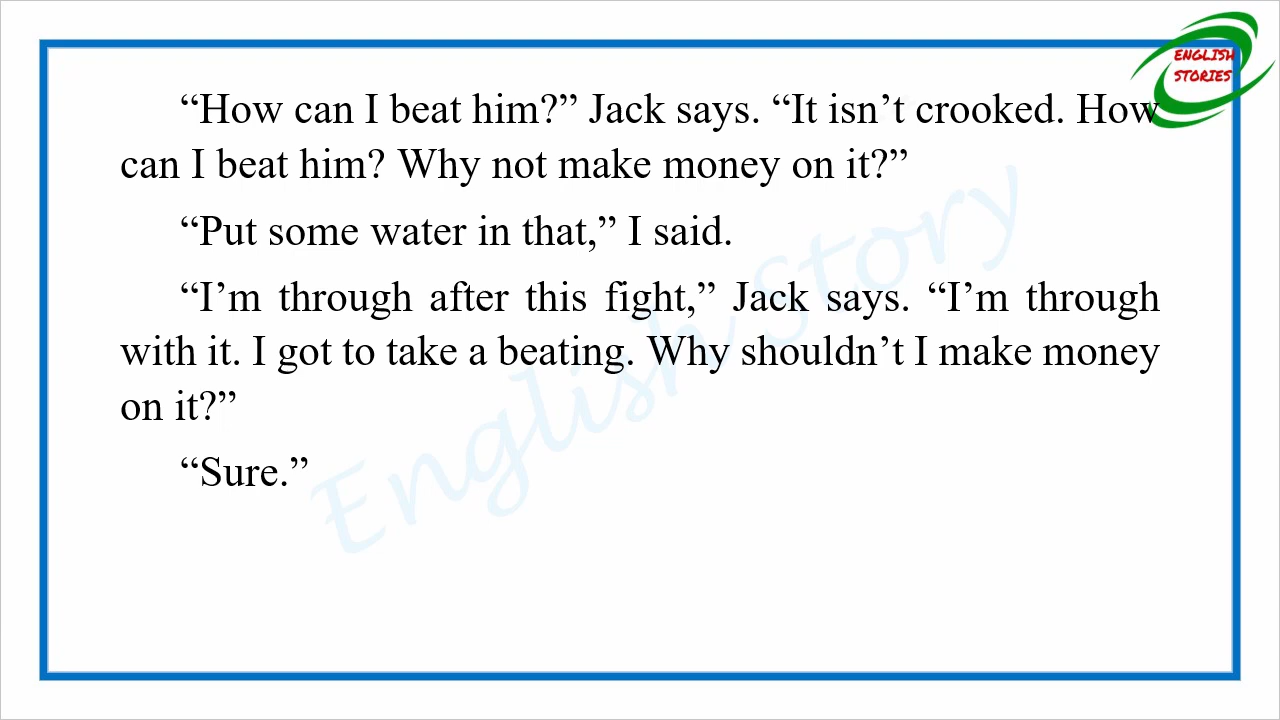 ENGLISH
STORIES
“How can I beat him?” Jack says. “It isn’t crooked. How
can I beat him? Why not make money on it?”
“Put some water in that,” I said.
“I’m through after this fight,” Jack says. “I’m through
with it. I got to take a beating. Why shouldn’t I make money
on it?”
“Sure.”
English Story